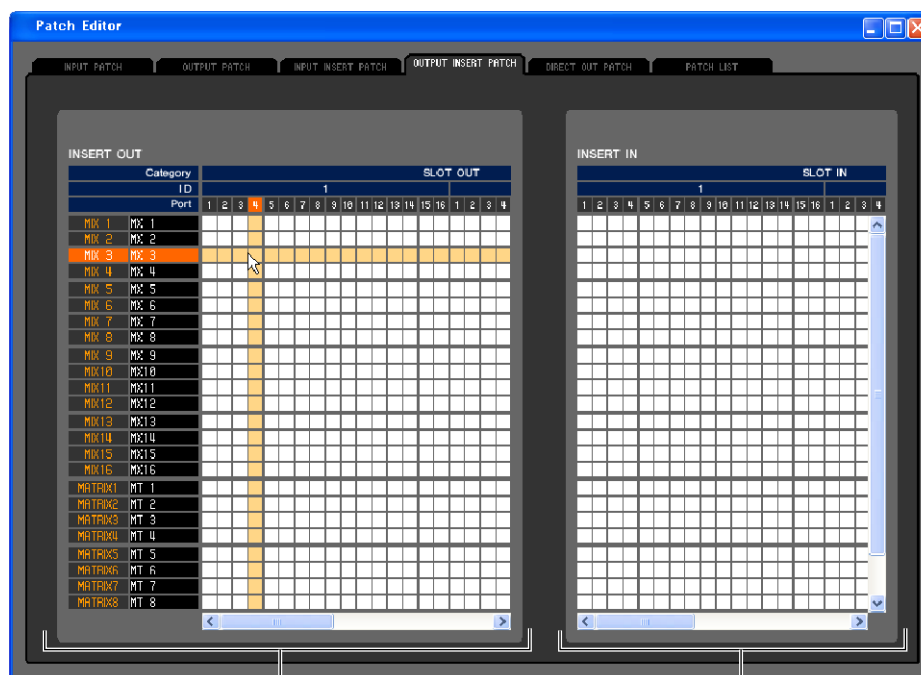 Patch Editor
INPUT PATCH OUTPUT PATCH INPUT INSERT PATCH OUTPUT INSERT PATCH DIRECT OUT PATCH PATCH LIST
INSERT OUT
Category SLOT OUT
ID 1
Port 1 2 3 4 5 6 7 8 9 10 11 12 13 14 15 16 1 2 3 4
MIX 1 MX 1
MIX 2 MX 2
MIX 3 MX 3
MIX 4 MX 4
MIX 5 MX 5
MIX 6 MX 6
MIX 7 MX 7
MIX 8 MX 8
MIX 9 MX 9
MIX10 MX10
MIX11 MX11
MIX12 MX12
MIX13 MX13
MIX14 MX14
MIX15 MX15
MIX16 MX16
MATRIX1 MT 1
MATRIX2 MT 2
MATRIX3 MT 3
MATRIX4 MT 4
MATRIX5 MT 5
MATRIX6 MT 6
MATRIX7 MT 7
MATRIX8 MT 8
INSERT IN
SLOT IN
1
1 2 3 4 5 6 7 8 9 10 11 12 13 14 15 16 1 2 3 4